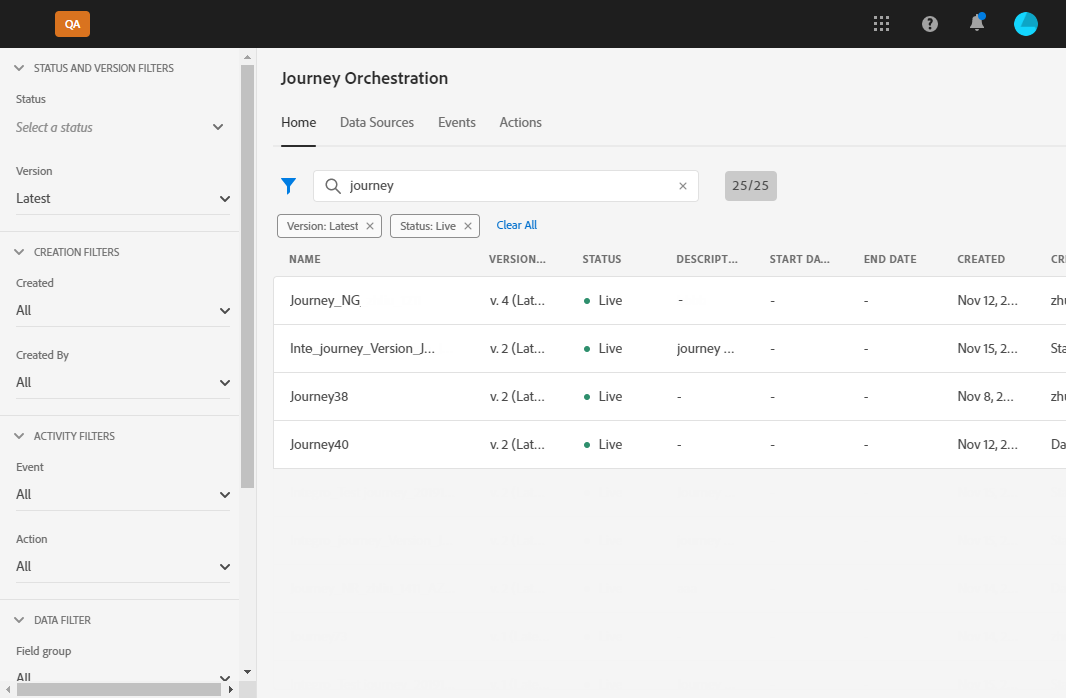 QA
STATUS AND VERSION FILTERS
Status
Select a status
Version
Latest
CREATION FILTERS
Created
All
Created By
All
ACTIVITY FILTERS
Event
All
Action
All
DATA FILTER
Field group
All
Journey Orchestration
Home Data Sources Events Actions
journey 25/25
Version: Latest Status: Live Clear All
NAME VERSION... STATUS DESCRIPT... START DA... END DATE CREATED CR
Journey_NG v. 4 (Lat... Live - - - Nov 12, 2... zhu
Inte_journey_Version_J... v. 2 (Lat... Live journey ... - - Nov 15, 2... Sta
Journey38 v. 2 (Lat... Live - - - Nov 8, 2... zhu
Journey40 v. 2 (Lat... Live - - - Nov 12, 2... Da